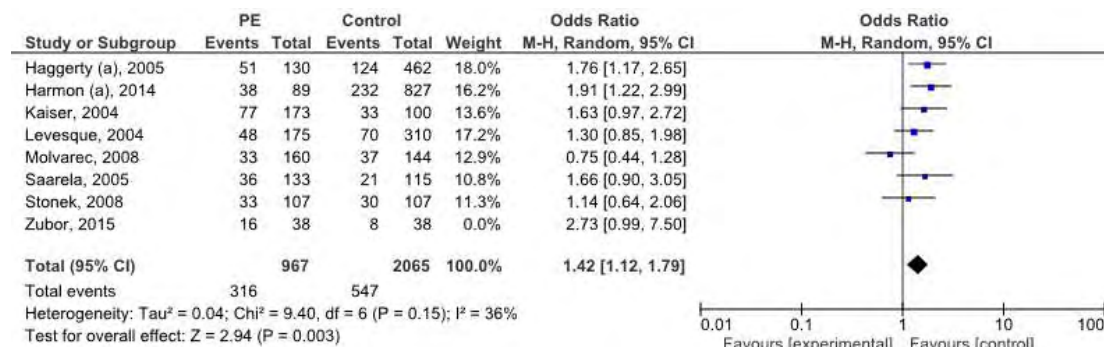 PE Control Odds Ratio Odds Ratio
Study or Subgroup Events Total Events Total Weight M-H, Random, 95% CI M-H, Random, 95% CI
Haggerty (a), 2005 51 130 124 462 18.0% 1.76 [1.17, 2.65]
Harmon (a), 2014 38 89 232 827 16.2% 1.91 [1.22, 2.99]
Kaiser, 2004 77 173 33 100 13.6% 1.63 [0.97, 2.72]
Levesque, 2004 48 175 70 310 17.2% 1.30 [0.85, 1.98]
Molvarec, 2008 33 160 37 144 12.9% 0.75 [0.44, 1.28]
Saarela, 2005 36 133 21 115 10.8% 1.66 [0.90, 3.05]
Stonek, 2008 33 107 30 107 11.3% 1.14 [0.64, 2.06]
Zubor, 2015 16 38 8 38 0.0% 2.73 [0.99, 7.50]
Total (95% CI) 967 2065 100.0% 1.42 [1.12, 1.79]
Total events 316 547
Heterogeneity: Tau² = 0.04; Chi² = 9.40, df = 6 (P = 0.15); I² = 36%
Test for overall effect: Z = 2.94 (P = 0.003)
0.01 0.1 1 10 100
Favours [experimental] Favours [control]